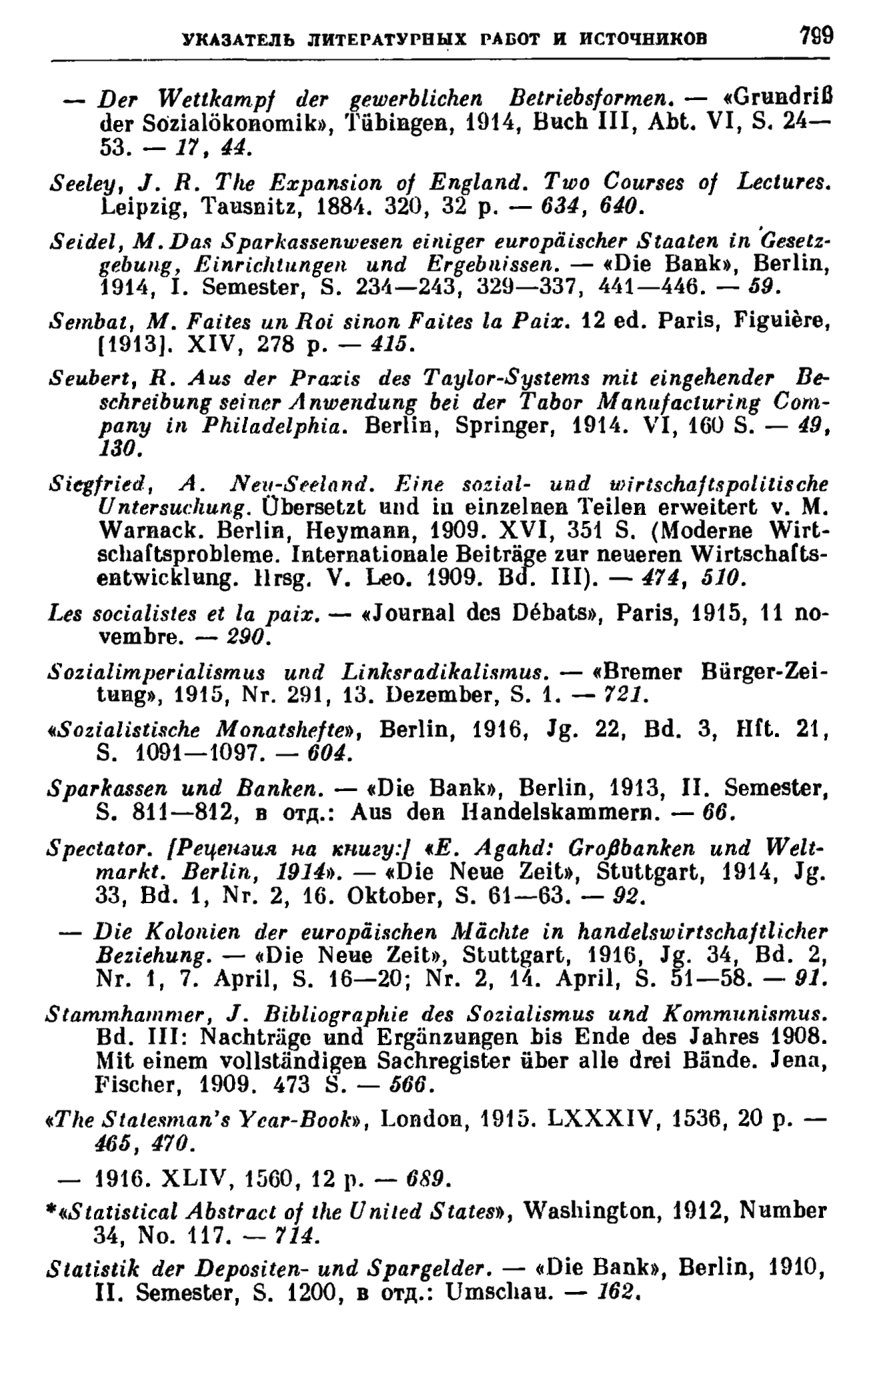 УКАЗАТЕЛЬ ЛИТЕРАТУРНЫХ РАБОТ И ИСТОЧНИКОВ 799
— Der Wettkampf der gewerblichen Betriebsformen. — «Grundriß
der Sozialökonomik», Tübingen, 1914, Buch III, Abt. VI, S. 24—
53. — 17, 44.
Seeley, J. R. The Expansion of England. Two Courses of Lectures.
Leipzig, Tausnitz, 1884. 320, 32 p. — 634, 640.
Seidel, M. Das Sparkassenwesen einiger europäischer Staaten in Gesetz-
gebung, Einrichtungen und Ergebnissen. — «Die Bank», Berlin,
1914, I. Semester, S. 234—243, 329—337, 441—446. — 59.
Sembat, M. Faites un Roi sinon Faites la Paix. 12 ed. Paris, Figuière,
[1913]. XIV, 278 p. — 415.
Seubert, R. Aus der Praxis des Taylor-Systems mit eingehender Be-
schreibung seiner Anwendung bei der Tabor Manufacturing Com-
pany in Philadelphia. Berlin, Springer, 1914. VI, 160 S. — 49,
130.
Siegfried, A. Neu-Seeland. Eine sozial- und wirtschaftspolitische
Untersuchung. Übersetzt und in einzelnen Teilen erweitert v. M.
Warnack. Berlin, Heymann, 1909. XVI, 351 S. (Moderne Wirt-
schaftsprobleme. Internationale Beiträge zur neueren Wirtschafts-
entwicklung. Hrsg. V. Leo. 1909. Bd. III). — 474, 510.
Les socialistes et la paix. — «Journal des Débats», Paris, 1915, 11 no-
vembre. — 290.
Sozialimperialismus und Linksradikalismus. — «Bremer Bürger-Zei-
tung», 1915, Nr. 291, 13. Dezember, S. 1. — 721.
«Sozialistische Monatshefte», Berlin, 1916, Jg. 22, Bd. 3, Hft. 21,
S. 1091—1097. — 604.
Sparkassen und Banken. — «Die Bank», Berlin, 1913, II. Semester,
S. 811—812, в отд.: Aus den Handelskammern. — 66.
Spectator. [Рецензия на книгу:] «E. Agahd: Großbanken und Welt-
markt. Berlin, 1914». — «Die Neue Zeit», Stuttgart, 1914, Jg.
33, Bd. 1, Nr. 2, 16. Oktober, S. 61—63. — 92.
— Die Kolonien der europäischen Mächte in handelswirtschaftlicher
Beziehung. — «Die Neue Zeit», Stuttgart, 1916, Jg. 34, Bd. 2,
Nr. 1, 7. April, S. 16—20; Nr. 2, 14. April, S. 51—58. — 91.
Stammhammer, J. Bibliographie des Sozialismus und Kommunismus.
Bd. III: Nachträge und Ergänzungen bis Ende des Jahres 1908.
Mit einem vollständigen Sachregister über alle drei Bände. Jena,
Fischer, 1909. 473 S. — 566.
«The Statesman's Year-Book», London, 1915. LXXXIV, 1536, 20 p. —
465, 470.
— 1916. XLIV, 1560, 12 p. — 689.
*«Statistical Abstract of the United States», Washington, 1912, Number
34, No. 117. — 714.
Statistik der Depositen- und Spargelder. — «Die Bank», Berlin, 1910,
II. Semester, S. 1200, в отд.: Umschau. — 162.